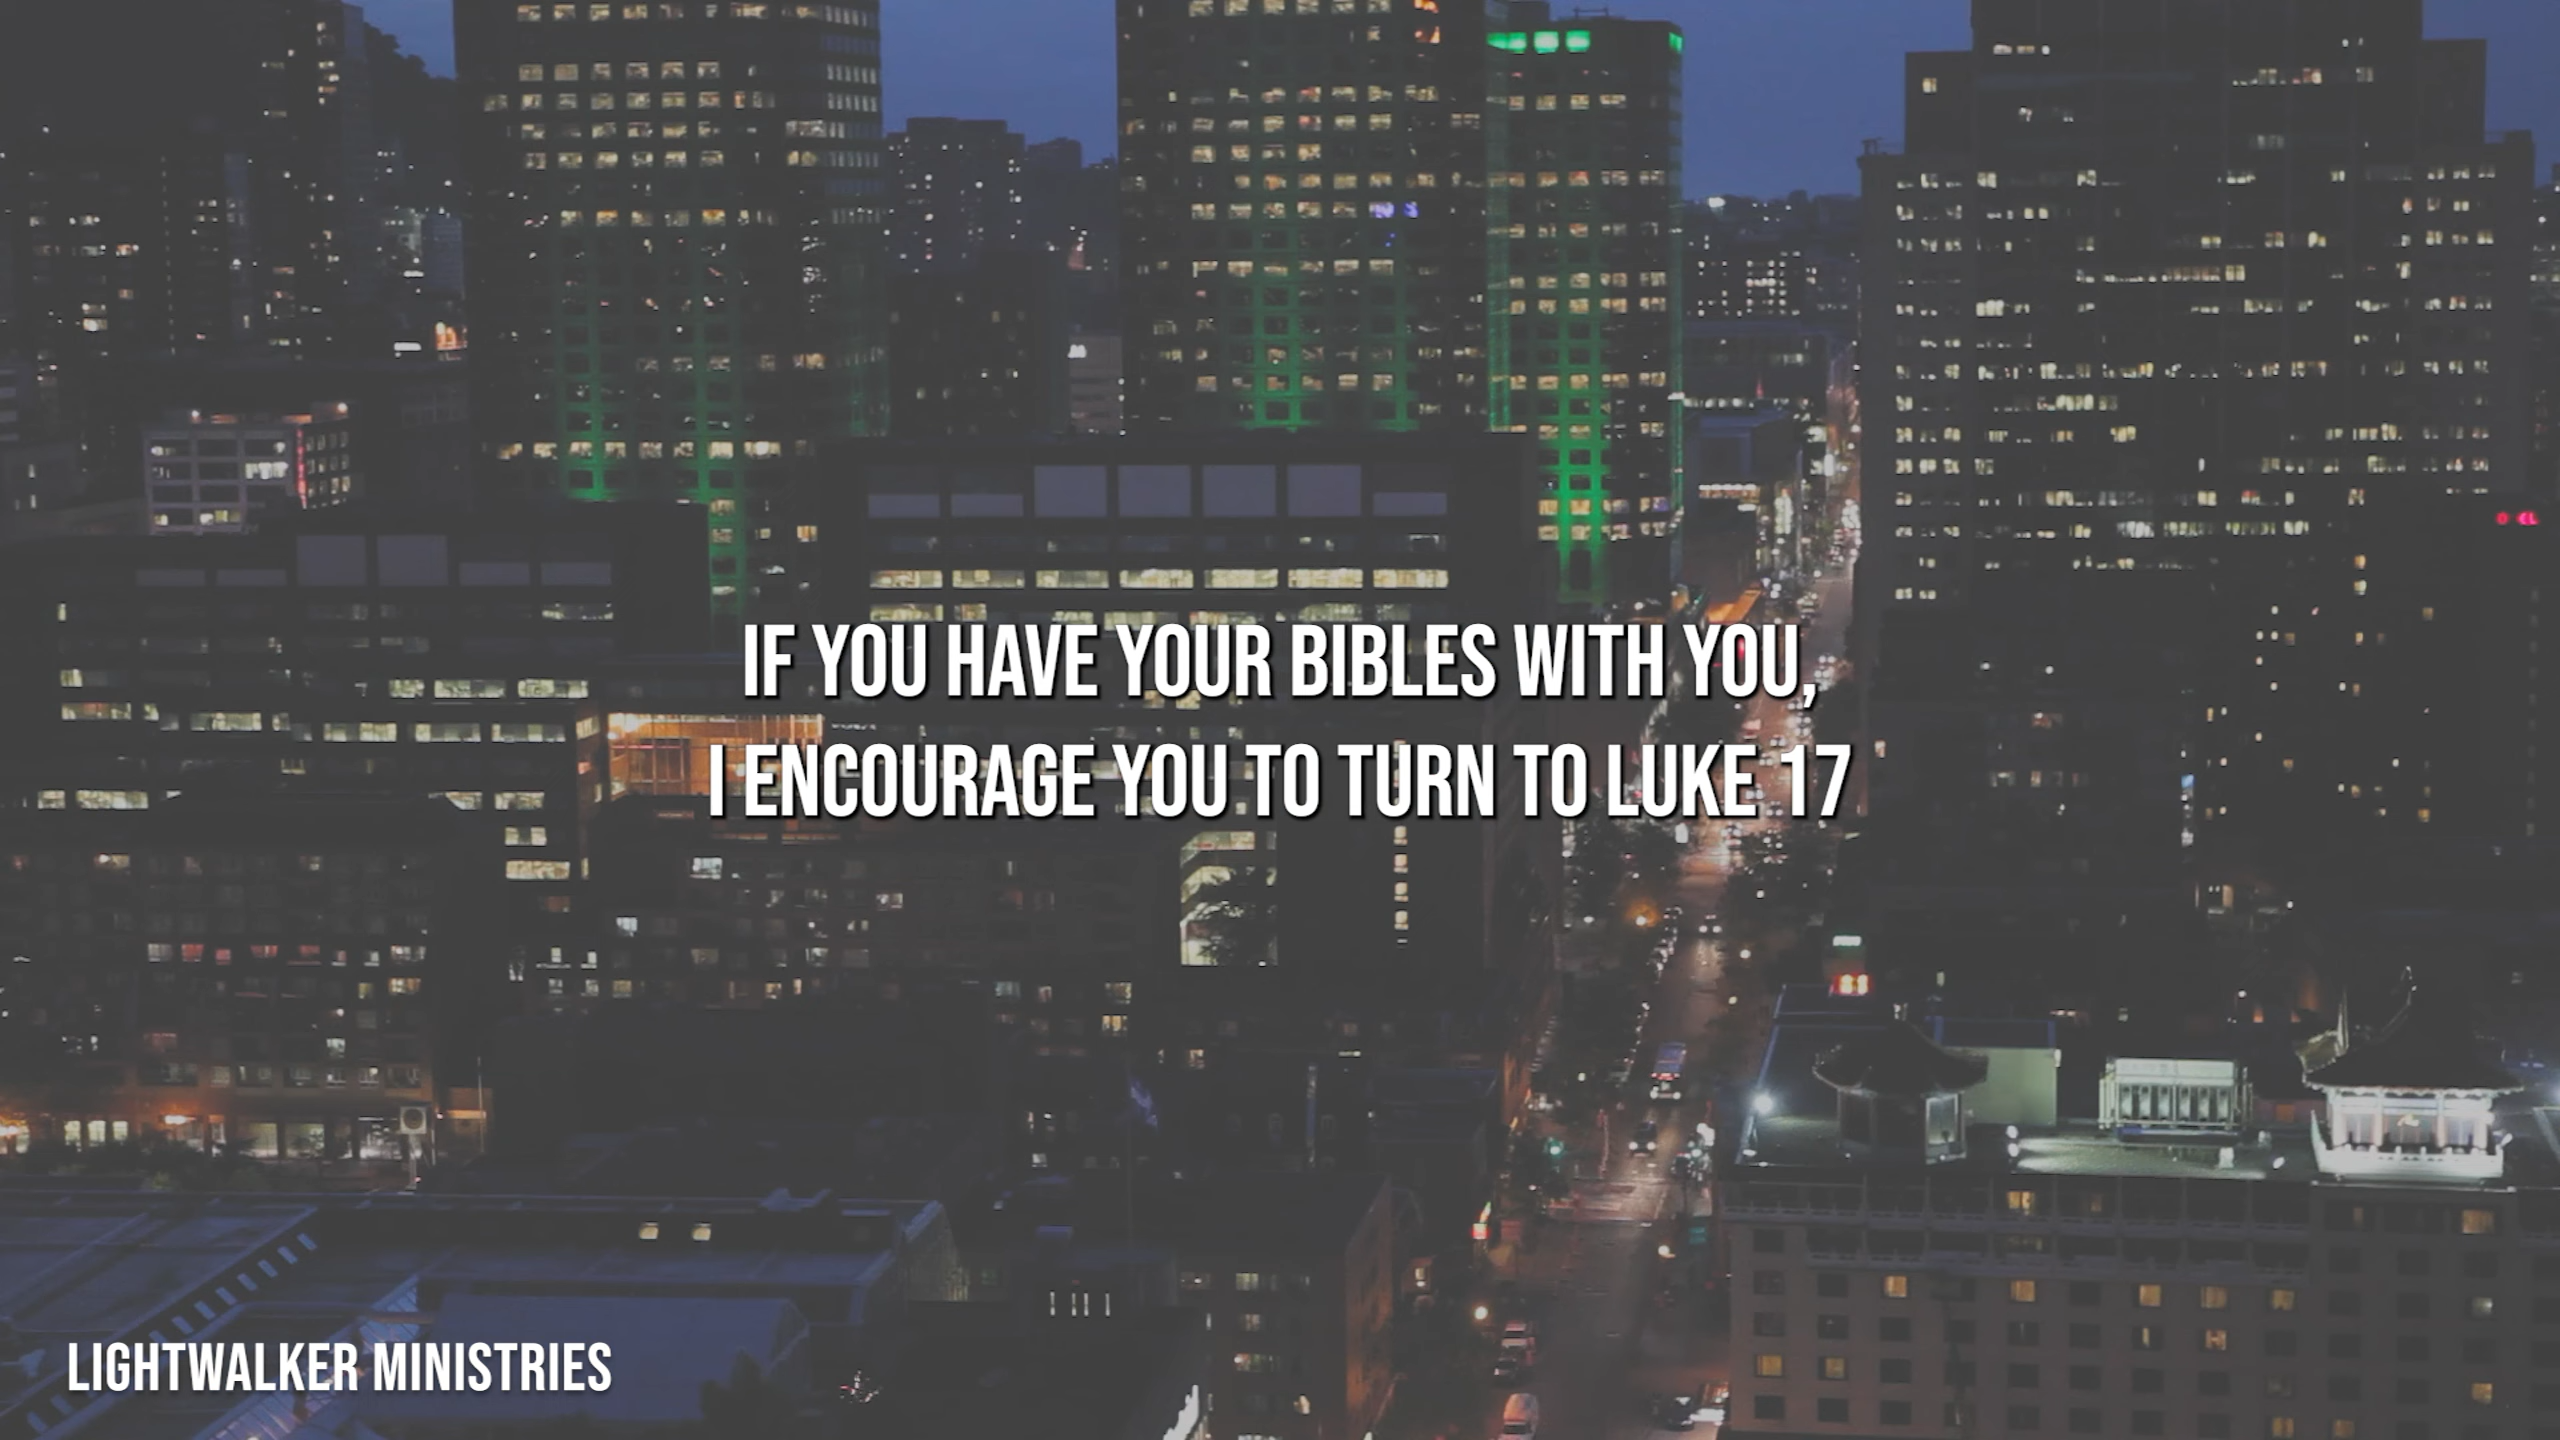 IF YOU HAVE YOUR BIBLES WITH YOU,
I ENCOURAGE YOU TO TURN TO LUKE 17
LIGHTWALKER MINISTRIES